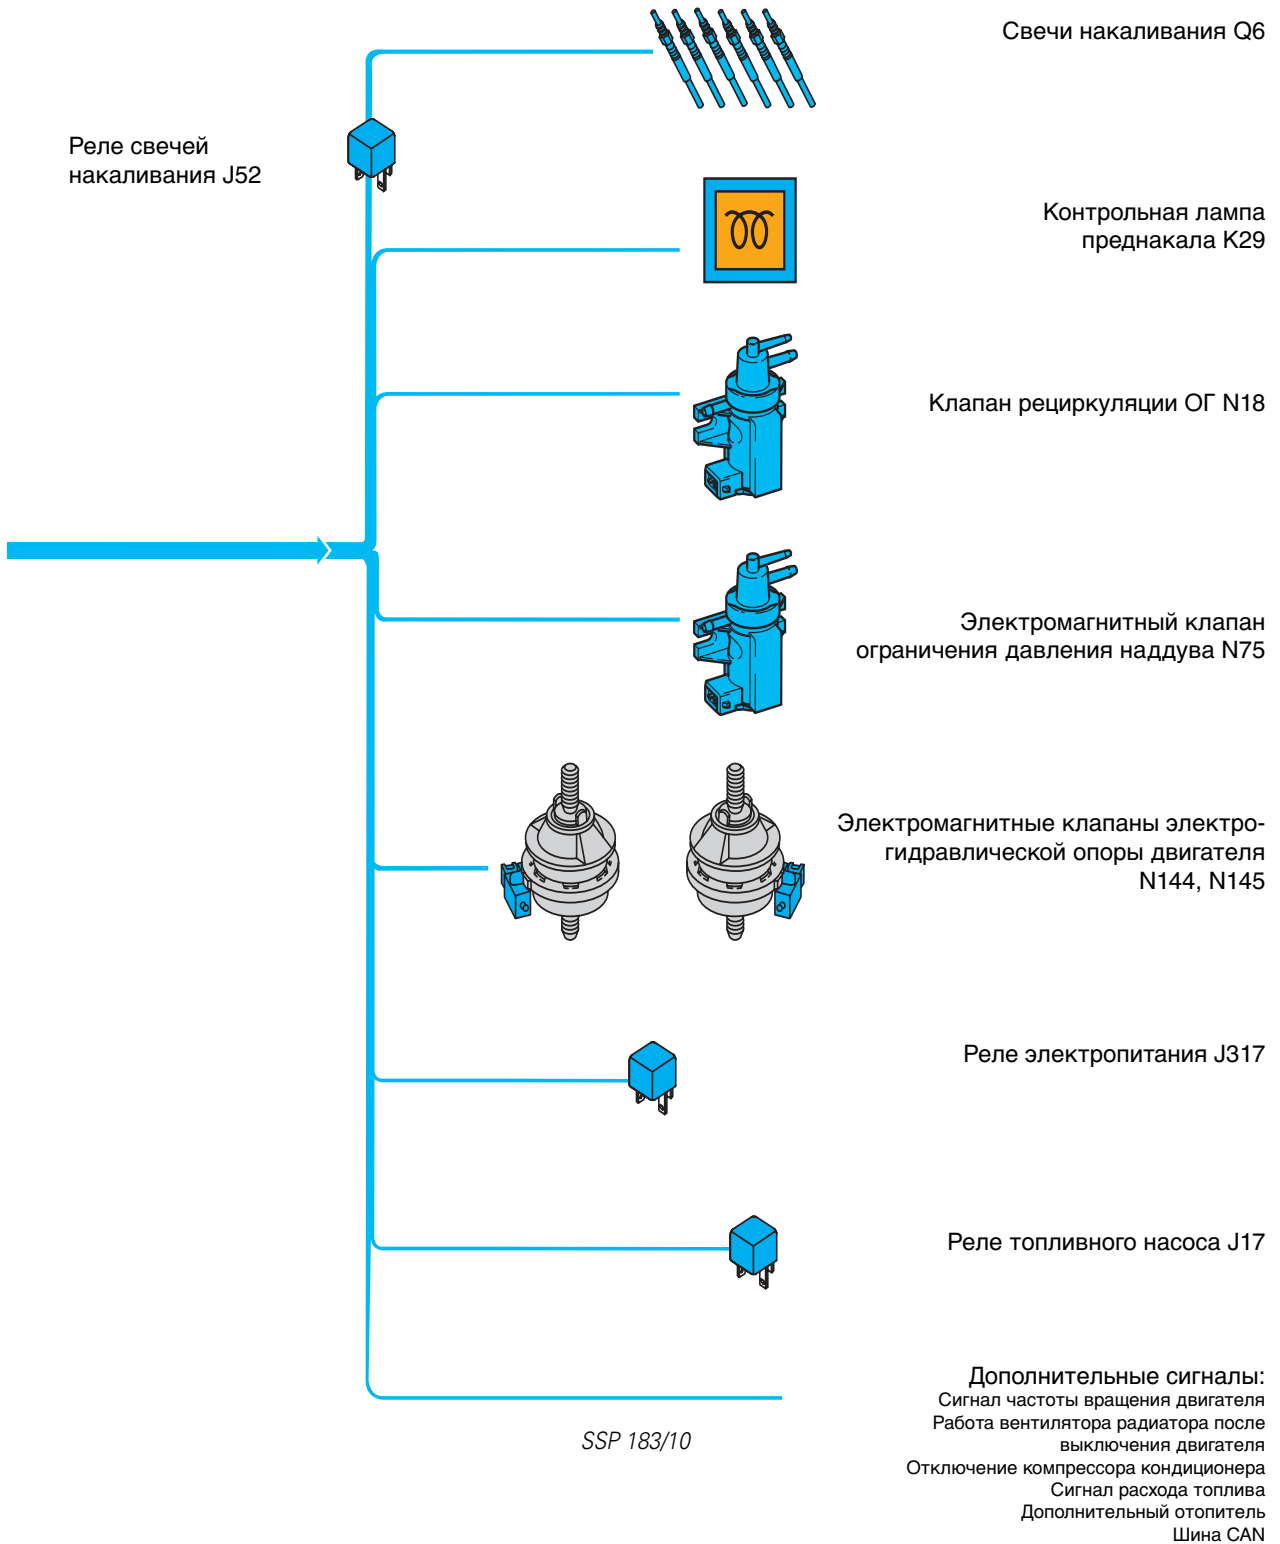 Свечи накаливания Q6
Реле свечей
накаливания J52
Контрольная лампа
преднакала K29
Клапан рециркуляции ОГ N18
Электромагнитный клапан
ограничения давления наддува N75
Электромагнитные клапаны электро-
гидравлической опоры двигателя
N144, N145
Реле электропитания J317
Реле топливного насоса J17
Дополнительные сигналы:
Сигнал частоты вращения двигателя
Работа вентилятора радиатора после
выключения двигателя
Отключение компрессора кондиционера
Сигнал расхода топлива
Дополнительный отопитель
Шина CAN
SSP 183/10